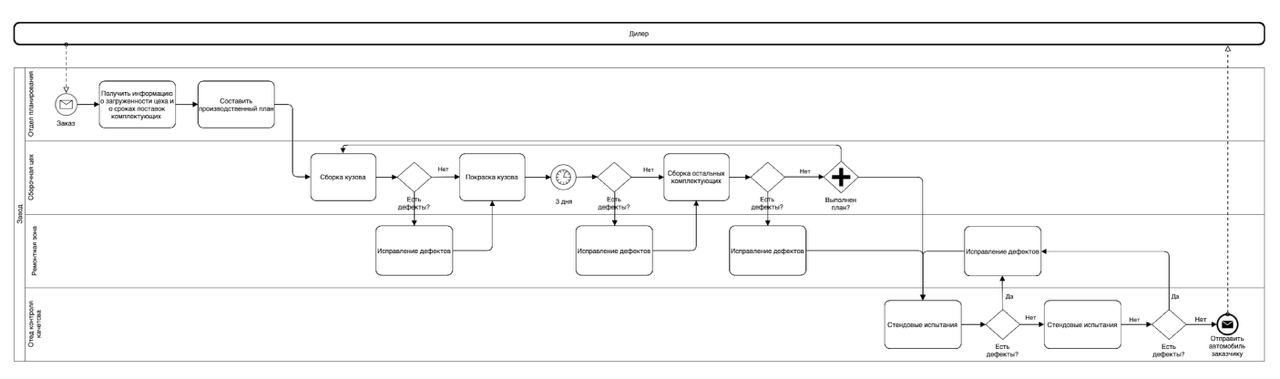 Дилер
Завод
Отдел планирования
Заказ
Получить информацию
о загруженности цеха и
о сроках поставок
комплектующих
Составить
производственный план
Сборочный цех
Сборка кузова
Есть
дефекты?
Нет
Покраска кузова
3 дня
Есть
дефекты?
Нет
Сборка остальных
комплектующих
Есть
дефекты?
Нет
Выполнен
план?
Ремонтная зона
Исправление дефектов
Исправление дефектов
Исправление дефектов
Исправление дефектов
Отед контроля
качетова
Стендовые испытания
Да
Есть
дефекты?
Нет
Стендовые испытания
Нет
Да
Есть
дефекты?
Нет
Отправить
автомобиль
заказчику